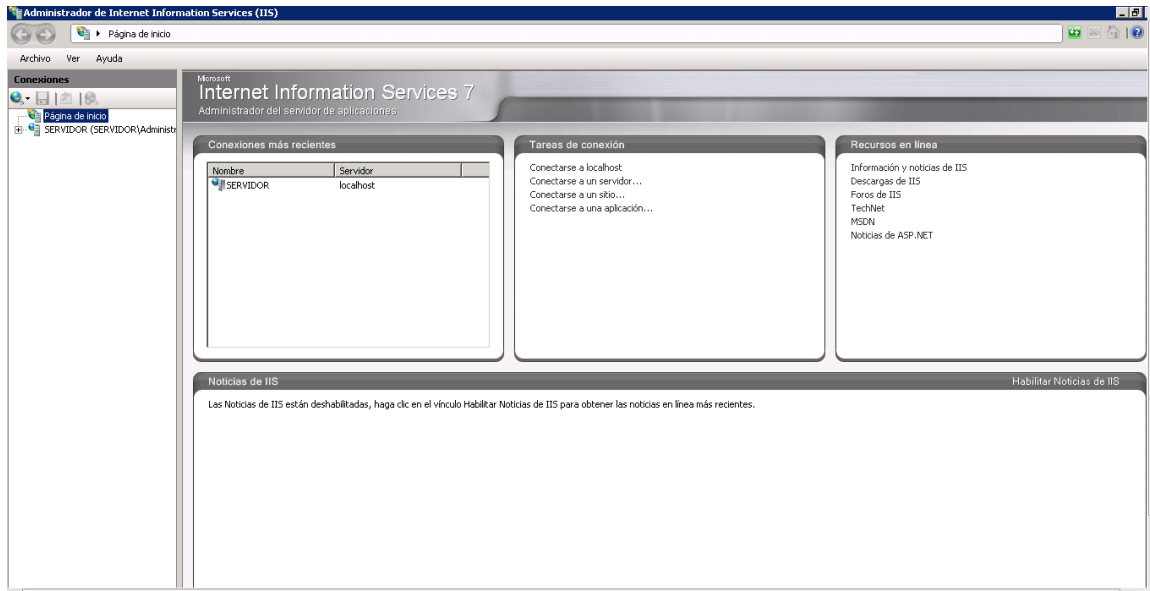 Administrador de Internet Information Services (IIS)
Página de inicio
Archivo Ver Ayuda
Conexiones
Página de inicio
SERVIDOR (SERVIDOR\Administr
Microsoft
Internet Information Services 7
Administrador del servidor de aplicaciones
Conexiones más recientes
Nombre Servidor
SERVIDOR localhost
Tareas de conexión
Conectarse a localhost
Conectarse a un servidor...
Conectarse a un sitio...
Conectarse a una aplicación...
Recursos en línea
Información y noticias de IIS
Descargas de IIS
Foros de IIS
TechNet
MSDN
Noticias de ASP.NET
Noticias de IIS Habilitar Noticias de IIS
Las Noticias de IIS están deshabilitadas, haga clic en el vínculo Habilitar Noticias de IIS para obtener las noticias en línea más recientes.